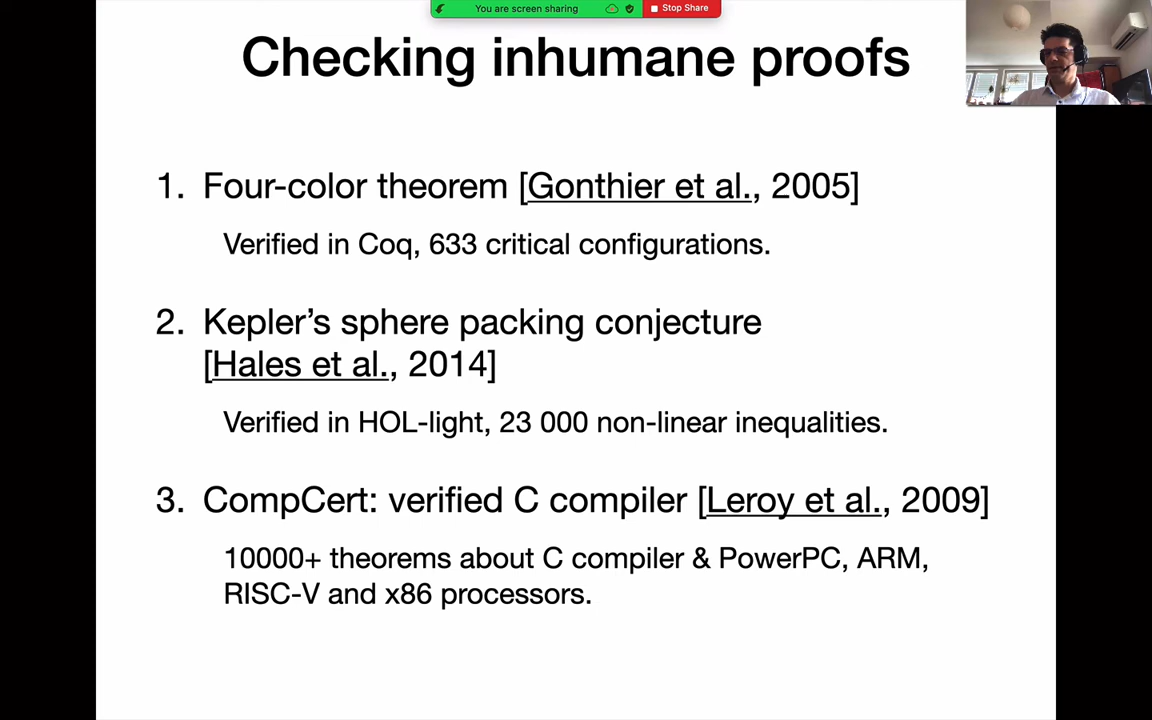 You are screen sharing
Stop Share
Checking inhumane proofs
1. Four-color theorem [Gonthier et al., 2005]
Verified in Coq, 633 critical configurations.
2. Kepler’s sphere packing conjecture
[Hales et al., 2014]
Verified in HOL-light, 23 000 non-linear inequalities.
3. CompCert: verified C compiler [Leroy et al., 2009]
10000+ theorems about C compiler & PowerPC, ARM,
RISC-V and x86 processors.